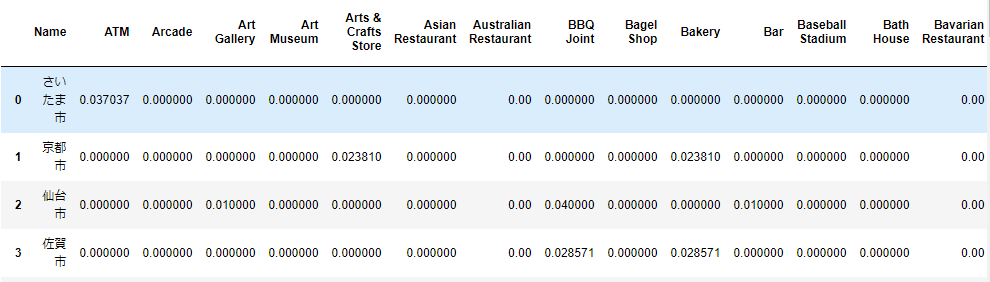 Name ATM Arcade Art Gallery Art Museum Arts & Crafts Store Asian Restaurant Australian Restaurant BBQ Joint Bagel Shop Bakery Bar Baseball Stadium Bath House Bavarian Restaurant
0 さいたま市 0.037037 0.000000 0.000000 0.000000 0.000000 0.000000 0.00 0.000000 0.000000 0.000000 0.000000 0.000000 0.000000 0.00
1 京都市 0.000000 0.000000 0.000000 0.000000 0.023810 0.000000 0.00 0.000000 0.000000 0.023810 0.000000 0.000000 0.000000 0.00
2 仙台市 0.000000 0.000000 0.010000 0.000000 0.000000 0.000000 0.00 0.040000 0.000000 0.000000 0.010000 0.000000 0.000000 0.00
3 佐賀市 0.000000 0.000000 0.000000 0.000000 0.000000 0.000000 0.00 0.028571 0.000000 0.028571 0.000000 0.000000 0.000000 0.00